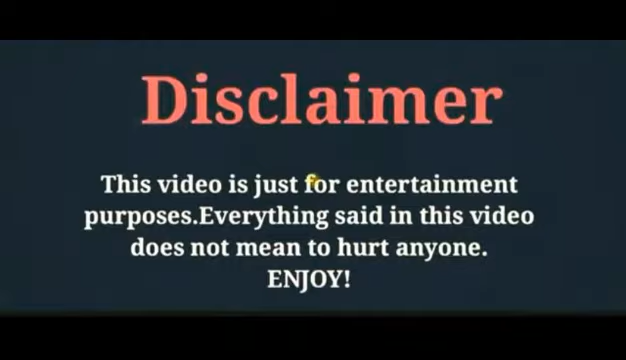 Disclaimer
This video is just for entertainment
purposes.Everything said in this video
does not mean to hurt anyone.
ENJOY!